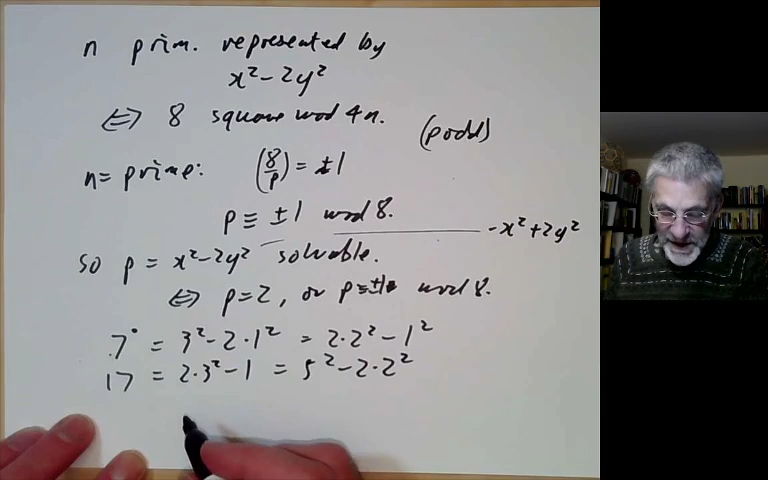 n prim. represented by
x² - 2y²
⇔ 8 square mod 4n.
(p odd)
n = prime: (8/p) = ±1
p ≡ ±1 mod 8.
-x² + 2y²
so p = x² - 2y² solvable.
⇔ p = 2, or p ≡ ±1 mod 8.
7 = 3² - 2·1² = 2·2² - 1²
17 = 2·3² - 1 = 5² - 2·2²